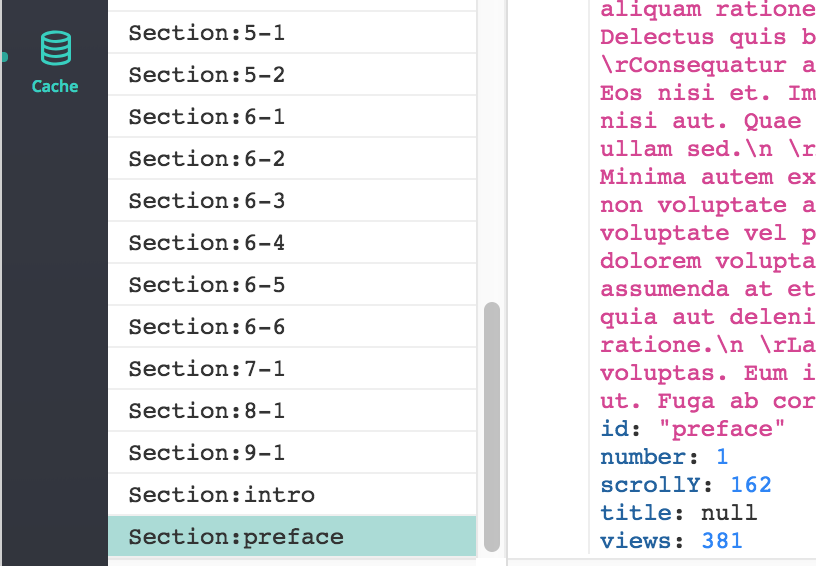 Cache
Section:5-1
Section:5-2
Section:6-1
Section:6-2
Section:6-3
Section:6-4
Section:6-5
Section:6-6
Section:7-1
Section:8-1
Section:9-1
Section:intro
Section:preface
aliquam ratione
Delectus quis b
\rConsequatur a
Eos nisi et. Im
nisi aut. Quae
ullam sed.\n \r
Minima autem ex
non voluptate a
voluptate vel p
dolorem volupta
assumenda at et
quia aut deleni
ratione.\n \rLa
voluptas. Eum i
ut. Fuga ab cor
id: "preface"
number: 1
scrollY: 162
title: null
views: 381